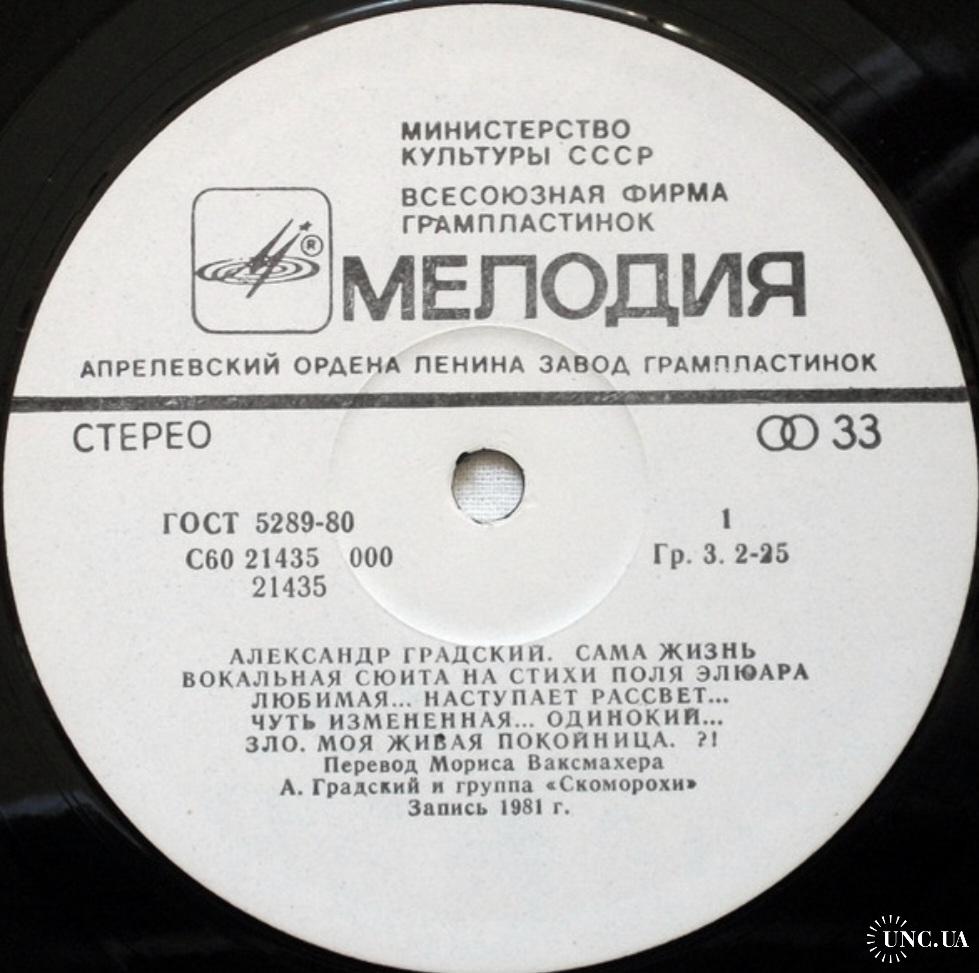 МИНИСТЕРСТВО
КУЛЬТУРЫ СССР
ВСЕСОЮЗНАЯ ФИРМА
ГРАМПЛАСТИНОК
®
МЕЛОДИЯ
АПРЕЛЕВСКИЙ ОРДЕНА ЛЕНИНА ЗАВОД ГРАМПЛАСТИНОК
СТЕРЕО
33
ГОСТ 5289-80
1
С60 21435 000
Гр. 3. 2-25
21435
АЛЕКСАНДР ГРАДСКИЙ. САМА ЖИЗНЬ
ВОКАЛЬНАЯ СЮИТА НА СТИХИ ПОЛЯ ЭЛЮАРА
ЛЮБИМАЯ... НАСТУПАЕТ РАССВЕТ...
ЧУТЬ ИЗМЕНЕННАЯ... ОДИНОКИЙ...
ЗЛО. МОЯ ЖИВАЯ ПОКОЙНИЦА. ?!
Перевод Мориса Ваксмахера
А. Градский и группа «Скоморохи»
Запись 1981 г.
UNC.UA